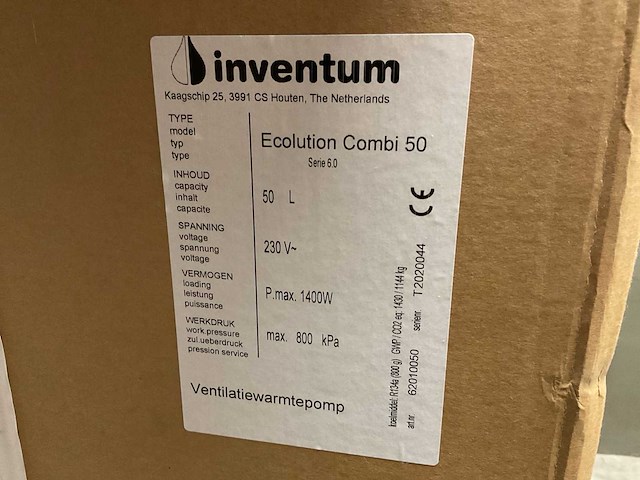 inventum
Kaagschip 25, 3991 CS Houten, The Netherlands
TYPE
model
typ
type
Ecolution Combi 50
Serie 6.0
INHOUD
capacity
inhalt
capacite
50 L
SPANNING
voltage
spannung
voltage
230 V~
VERMOGEN
loading
leistung
puissance
P.max. 1400W
WERKDRUK
work.pressure
zul.ueberdruck
pression service
max. 800 kPa
Ventilatiewarmtepomp
CE
koelmiddel: R134a (800 g) GWP / CO2 eq: 1430 / 1144 kg
art.nr. 62010050 serienr T2020044